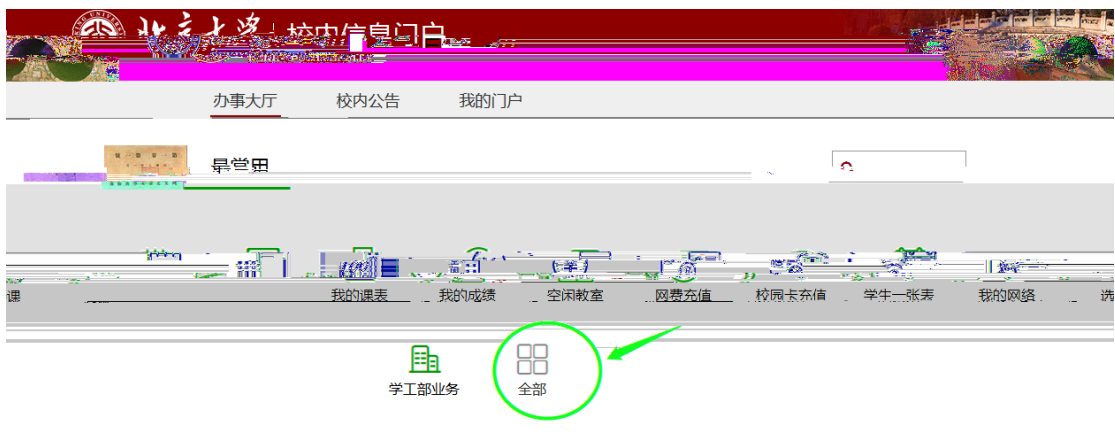 北京大学 校内信息门户
办事大厅 校内公告 我的门户
最常用
课 我的课表 我的成绩 空闲教室 网费充值 校园卡充值 学生一张表 我的网络 选
学工部业务 全部